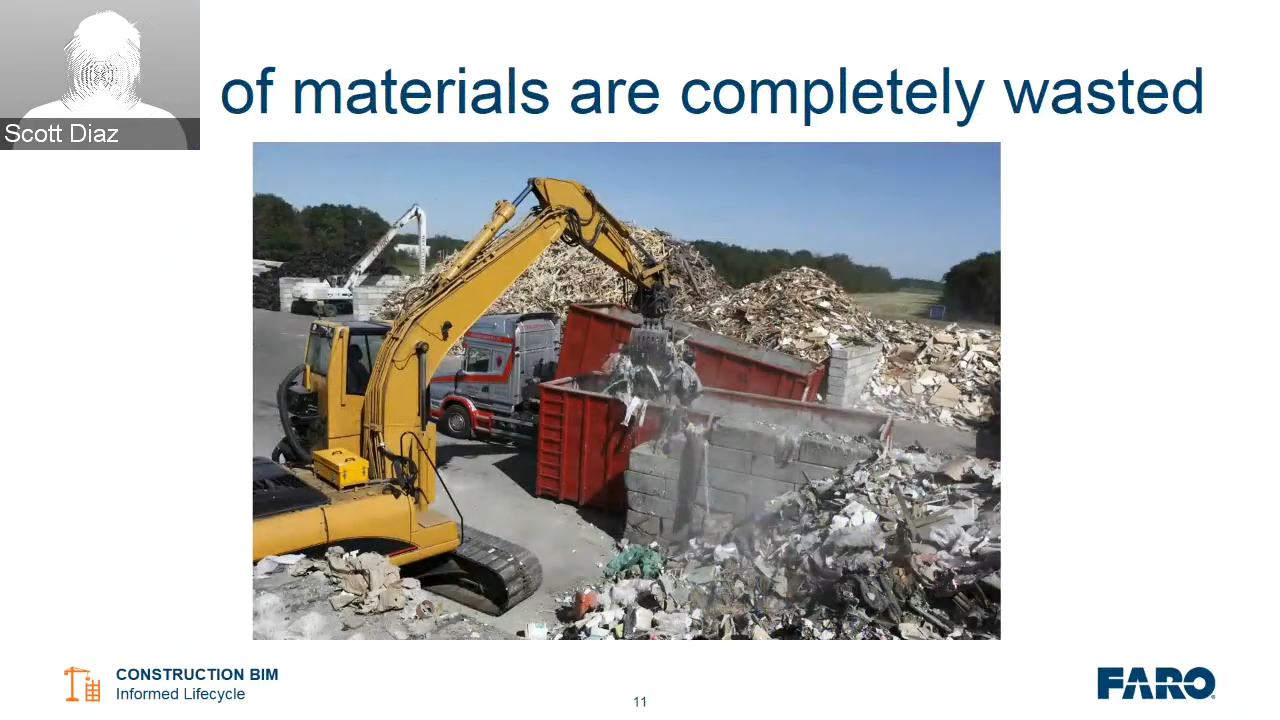 of materials are completely wasted
Scott Diaz
CONSTRUCTION BIM
Informed Lifecycle
11
FARO